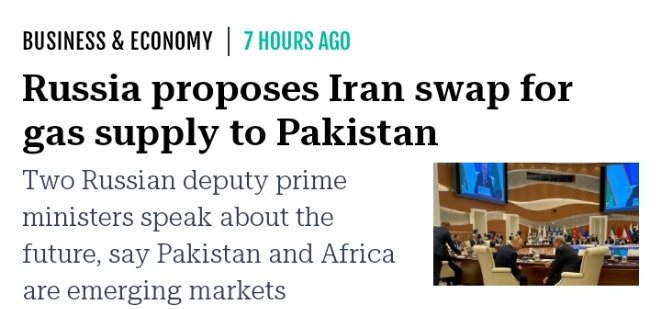 BUSINESS & ECONOMY | 7 HOURS AGO
Russia proposes Iran swap for
gas supply to Pakistan
Two Russian deputy prime
ministers speak about the
future, say Pakistan and Africa
are emerging markets